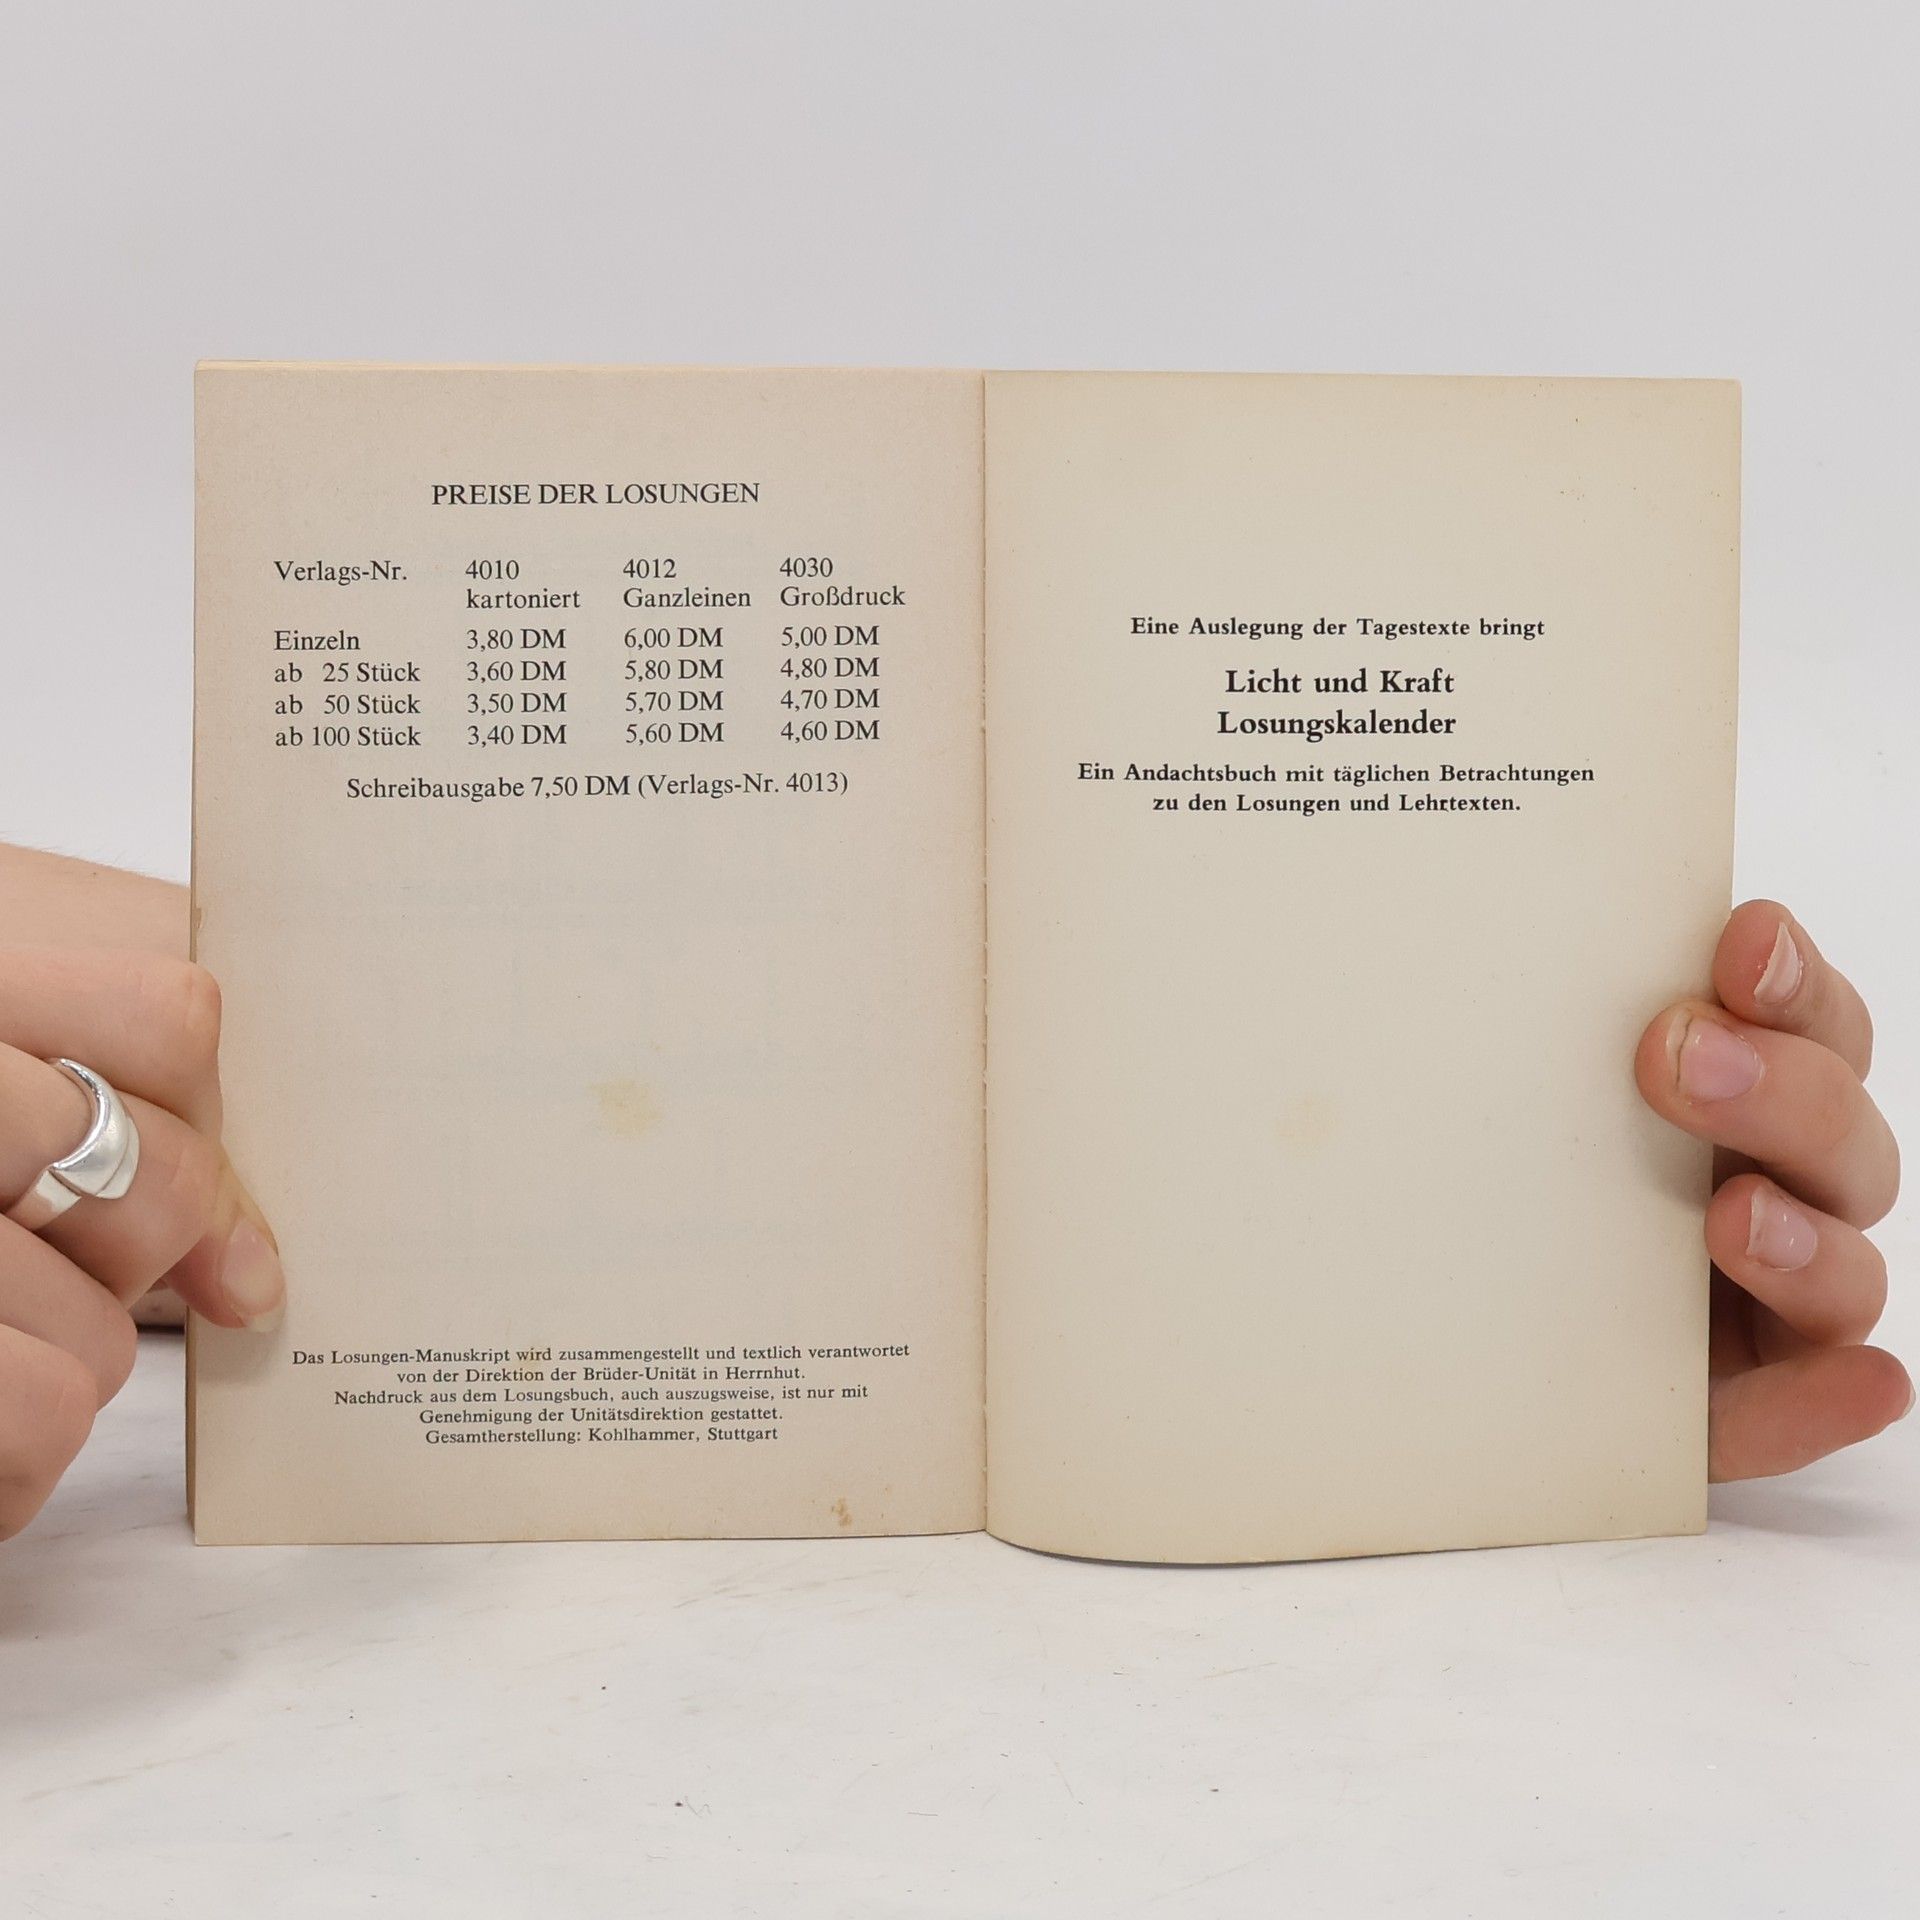 PREISE DER LOSUNGEN
Verlags-Nr. 4010 4012 4030
kartoniert Ganzleinen Großdruck
Einzeln 3,80 DM 6,00 DM 5,00 DM
ab 25 Stück 3,60 DM 5,80 DM 4,80 DM
ab 50 Stück 3,50 DM 5,70 DM 4,70 DM
ab 100 Stück 3,40 DM 5,60 DM 4,60 DM
Schreibausgabe 7,50 DM (Verlags-Nr. 4013)
Das Losungen-Manuskript wird zusammengestellt und textlich verantwortet
von der Direktion der Brüder-Unität in Herrnhut.
Nachdruck aus dem Losungsbuch, auch auszugsweise, ist nur mit
Genehmigung der Unitätsdirektion gestattet.
Gesamtherstellung: Kohlhammer, Stuttgart
Eine Auslegung der Tagestexte bringt
Licht und Kraft
Losungskalender
Ein Andachtsbuch mit täglichen Betrachtungen
zu den Losungen und Lehrtexten.